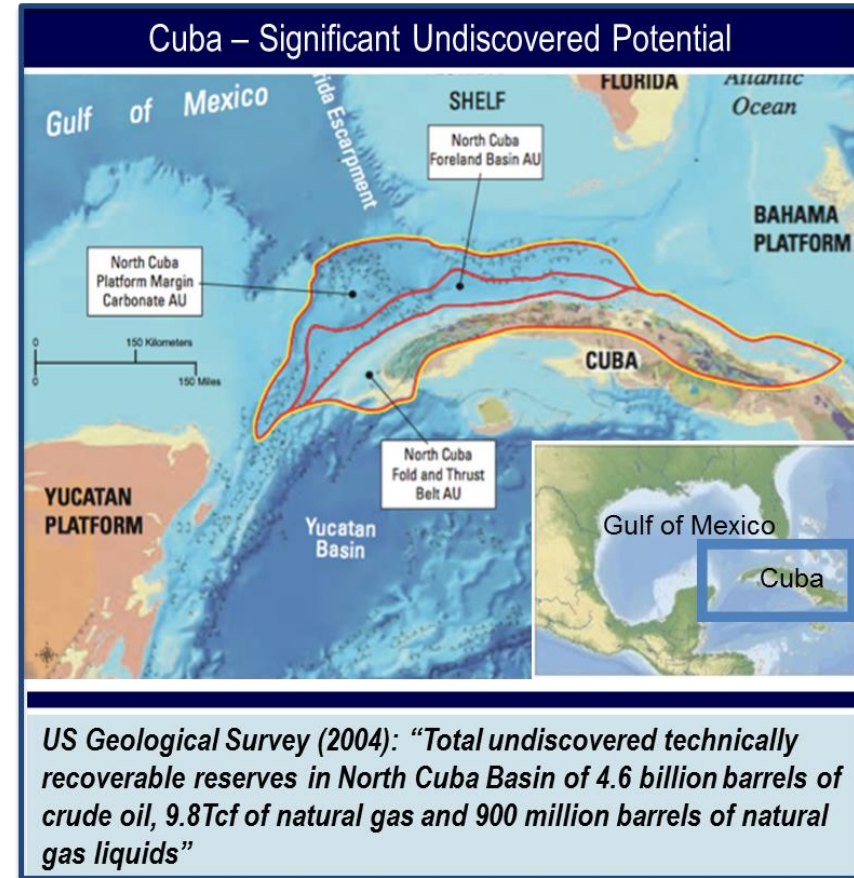 Cuba – Significant Undiscovered Potential
Gulf of Mexico
Escarpment
SHELF
FLORIDA
Atlantic
Ocean
North Cuba
Foreland Basin AU
BAHAMA
PLATFORM
North Cuba
Platform Margin
Carbonate AU
0 150 Kilometers
0 150 Miles
CUBA
North Cuba
Fold and Thrust
Belt AU
YUCATAN
PLATFORM
Yucatan
Basin
Gulf of Mexico
Cuba
US Geological Survey (2004): “Total undiscovered technically
recoverable reserves in North Cuba Basin of 4.6 billion barrels of
crude oil, 9.8Tcf of natural gas and 900 million barrels of natural
gas liquids”